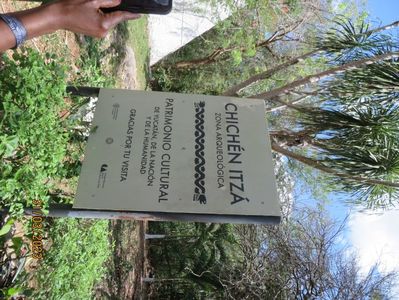 CHICHÉN ITZÁ
ZONA ARQUEOLÓGICA
PATRIMONIO CULTURAL
DE YUCATÁN, DE LA NACIÓN
Y DE LA HUMANIDAD
GRACIAS POR TU VISITA